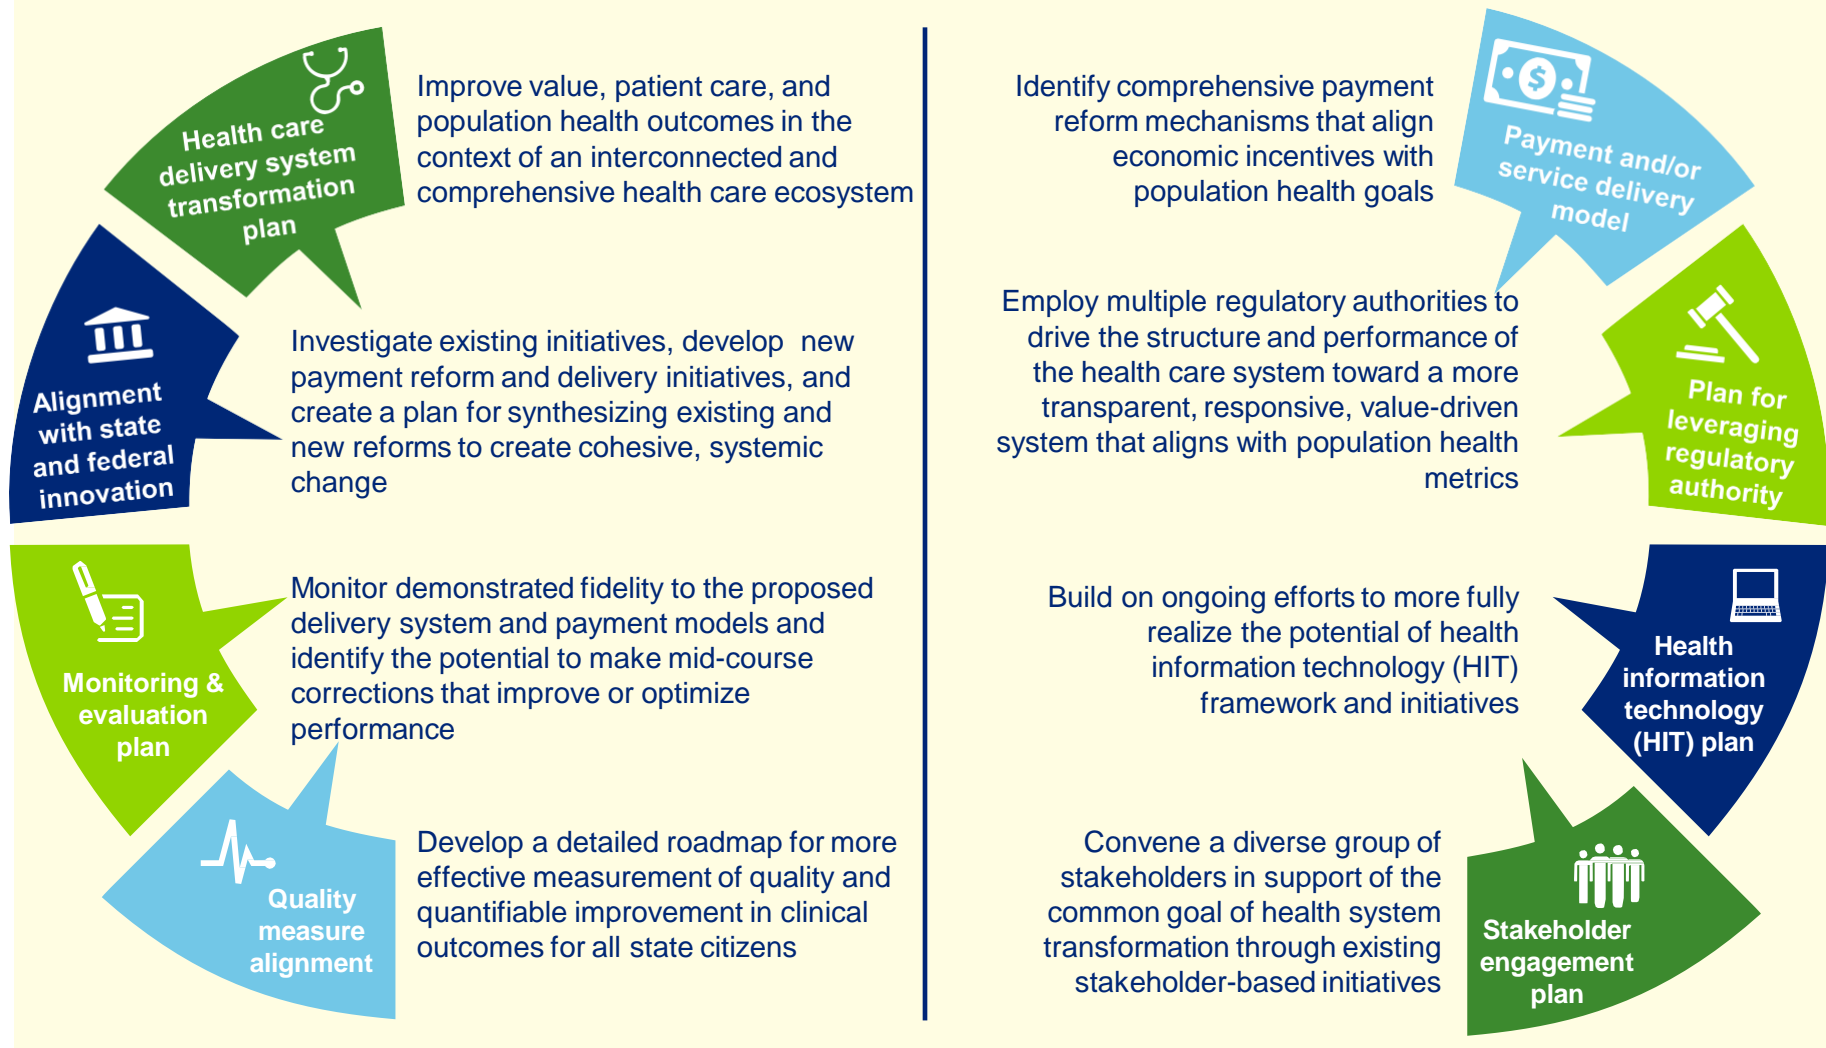 Health care
delivery system
transformation
plan
Improve value, patient care, and
population health outcomes in the
context of an interconnected and
comprehensive health care ecosystem
Alignment
with state
and federal
innovation
Investigate existing initiatives, develop new
payment reform and delivery initiatives, and
create a plan for synthesizing existing and
new reforms to create cohesive, systemic
change
Monitoring &
evaluation
plan
Monitor demonstrated fidelity to the proposed
delivery system and payment models and
identify the potential to make mid-course
corrections that improve or optimize
performance
Quality
measure
alignment
Develop a detailed roadmap for more
effective measurement of quality and
quantifiable improvement in clinical
outcomes for all state citizens
Identify comprehensive payment
reform mechanisms that align
economic incentives with
population health goals
$
Payment and/or
service delivery
model
Employ multiple regulatory authorities to
drive the structure and performance of
the health care system toward a more
transparent, responsive, value-driven
system that aligns with population health
metrics
Plan for
leveraging
regulatory
authority
Build on ongoing efforts to more fully
realize the potential of health
information technology (HIT)
framework and initiatives
Health
information
technology
(HIT) plan
Convene a diverse group of
stakeholders in support of the
common goal of health system
transformation through existing
stakeholder-based initiatives
Stakeholder
engagement
plan